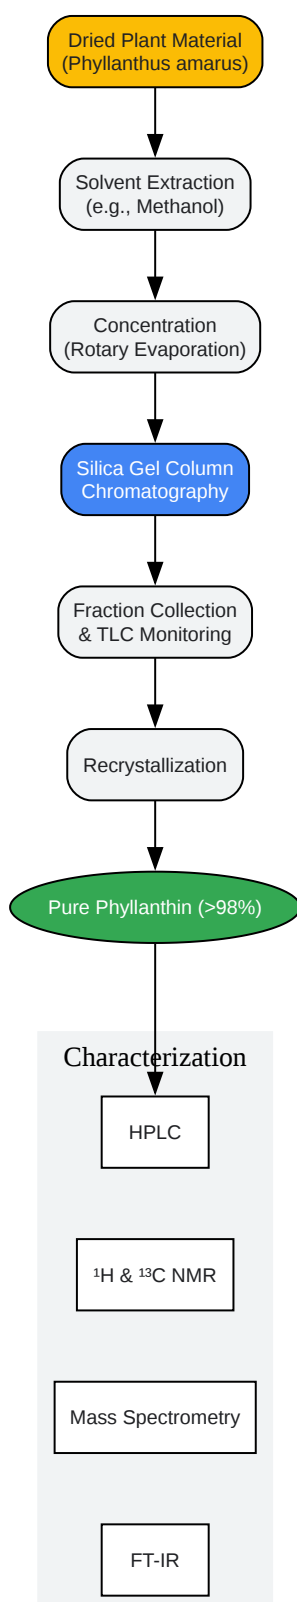 Dried Plant Material
(Phyllanthus amarus)
Solvent Extraction
(e.g., Methanol)
Concentration
(Rotary Evaporation)
Silica Gel Column
Chromatography
Fraction Collection
& TLC Monitoring
Recrystallization
Pure Phyllanthin (>98%)
Characterization
HPLC
¹H & ¹³C NMR
Mass Spectrometry
FT-IR